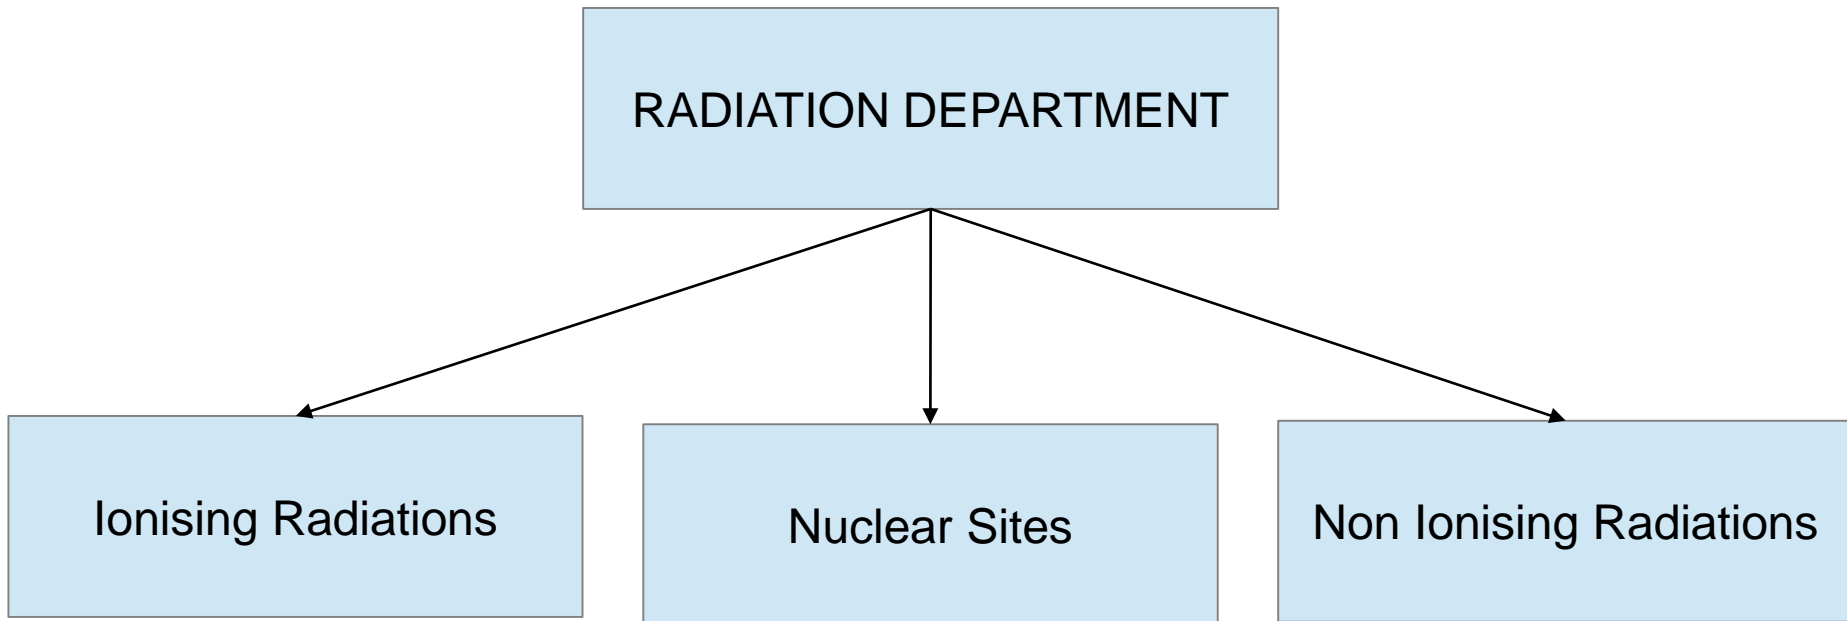 RADIATION DEPARTMENT
Ionising Radiations
Nuclear Sites
Non Ionising Radiations